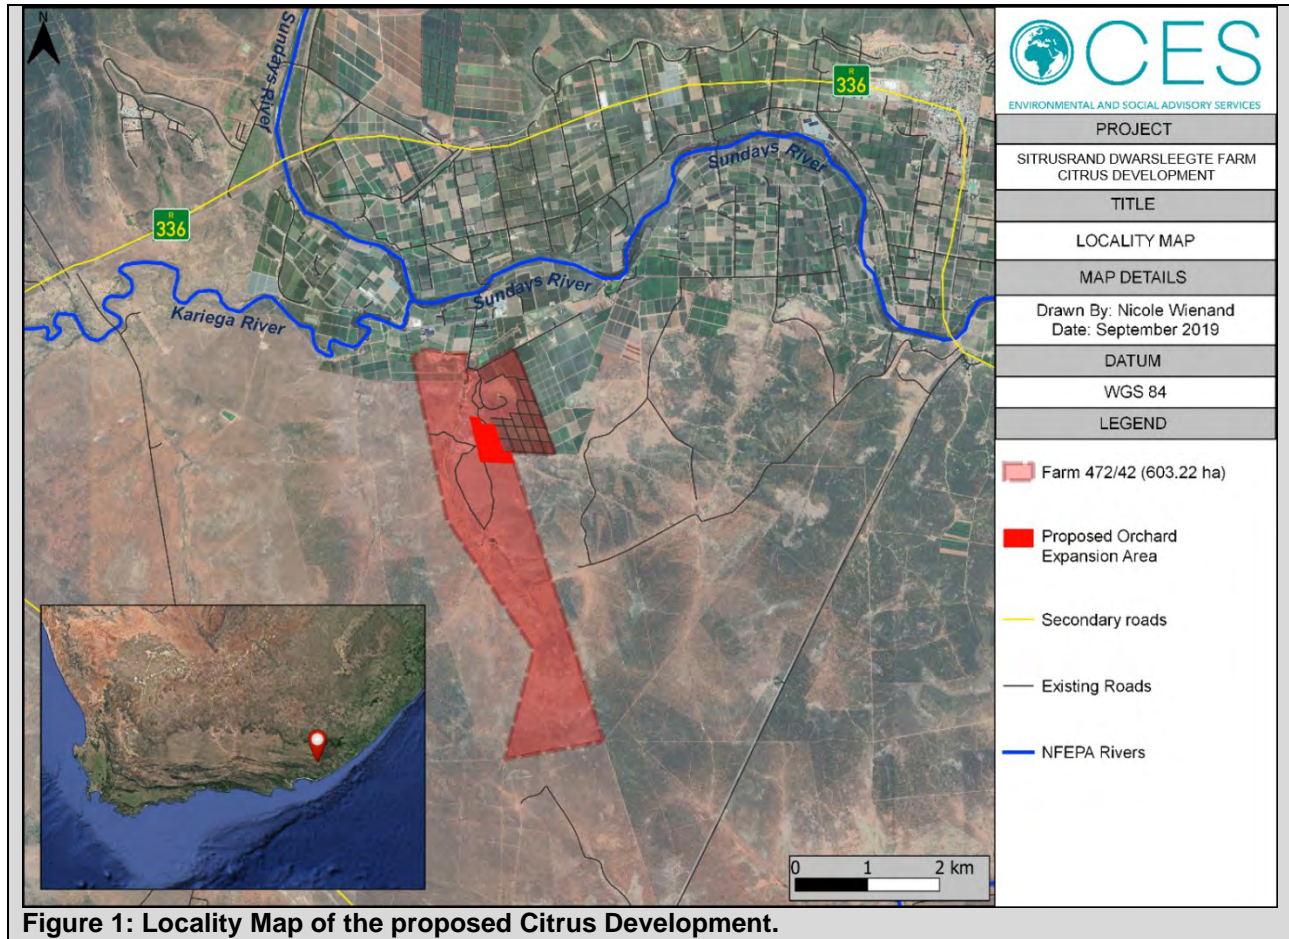 N
Sundays River
R
336
Sundays River
R
336
Sundays River
Kariega River
0 1 2 km
CES
ENVIRONMENTAL AND SOCIAL ADVISORY SERVICES
PROJECT
SITRUSRAND DWARSLEEGTE FARM
CITRUS DEVELOPMENT
TITLE
LOCALITY MAP
MAP DETAILS
Drawn By: Nicole Wienand
Date: September 2019
DATUM
WGS 84
LEGEND
Farm 472/42 (603.22 ha)
Proposed Orchard
Expansion Area
Secondary roads
Existing Roads
NFEPA Rivers
Figure 1: Locality Map of the proposed Citrus Development.